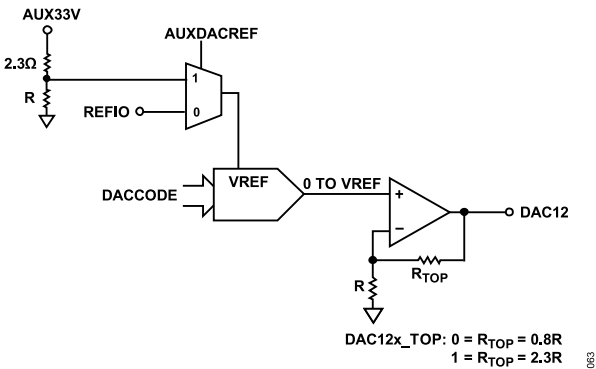 AUX33V
AUXDACREF
2.3Ω
1
R
REFIO
0
VREF
0 TO VREF
DACCODE
+
DAC12
−
RTOP
R
DAC12x_TOP: 0 = RTOP = 0.8R
1 = RTOP = 2.3R
063